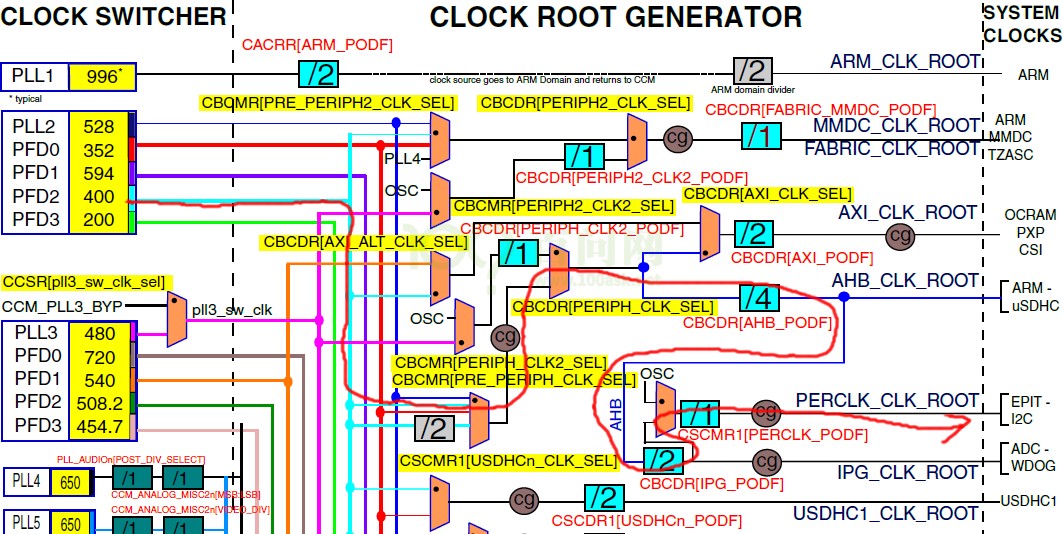 CLOCK SWITCHER
CLOCK ROOT GENERATOR
SYSTEM
CLOCKS
CACRR[ARM_PODF]
PLL1 996*
* typical
/2
clock source goes to ARM Domain and returns to CCM
/2
ARM domain divider
ARM_CLK_ROOT
ARM
CBCMR[PRE_PERIPH2_CLK_SEL]
CBCDR[PERIPH2_CLK_SEL]
CBCDR[FABRIC_MMDC_PODF]
PLL2 528
PFD0 352
PFD1 594
PFD2 400
PFD3 200
PLL4
cg
/1
MMDC_CLK_ROOT
FABRIC_CLK_ROOT
ARM
MMDC
TZASC
/1
CBCDR[PERIPH2_CLK2_PODF]
OSC
CBCMR[PERIPH2_CLK2_SEL]
CBCDR[AXI_CLK_SEL]
CBCDR[PERIPH_CLK2_PODF]
AXI_CLK_ROOT
OCRAM
PXP
CSI
CBCDR[AXI_ALT_CLK_SEL]
/1
/2
cg
CBCDR[AXI_PODF]
CCSR[pll3_sw_clk_sel]
CCM_PLL3_BYP
pll3_sw_clk
AHB_CLK_ROOT
ARM -
uSDHC
/4
OSC
CBCDR[PERIPH_CLK_SEL]
CBCDR[AHB_PODF]
PLL3 480
PFD0 720
PFD1 540
PFD2 508.2
PFD3 454.7
cg
CBCMR[PERIPH_CLK2_SEL]
CBCMR[PRE_PERIPH_CLK_SEL]
OSC
AHB
/1
cg
PERCLK_CLK_ROOT
EPIT -
I2C
/2
CSCMR1[PERCLK_PODF]
CSCMR1[USDHCn_CLK_SEL]
/2
cg
CBCDR[IPG_PODF]
IPG_CLK_ROOT
ADC -
WDOG
PLL_AUDIOn[POST_DIV_SELECT]
PLL4 650
/1
/1
CCM_ANALOG_MISC2n[MSB:LSB]
cg
/2
USDHC1
CSCDR1[USDHCn_PODF]
USDHC1_CLK_ROOT
CCM_ANALOG_MISC2n[VIDEO_DIV]
PLL5 650
/1
/1